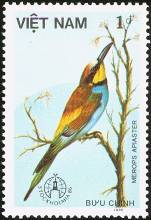 VIỆT NAM 1đ
MEROPS APIASTER
STOCKHOLMIA 86
BƯU CHÍNH